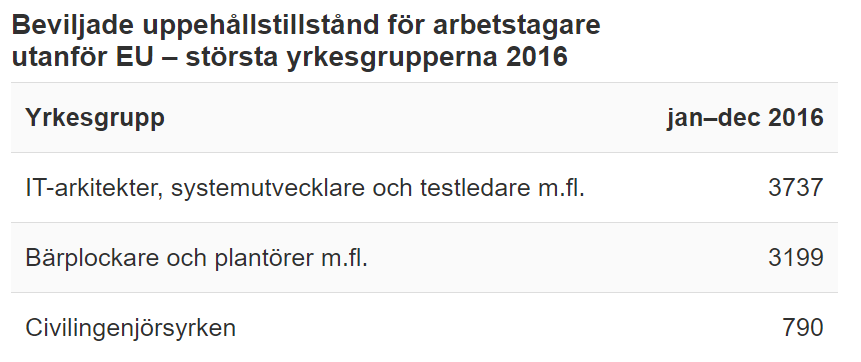 Beviljade uppehållstillstånd för arbetstagare
utanför EU – största yrkesgrupperna 2016
Yrkesgrupp jan–dec 2016
IT-arkitekter, systemutvecklare och testledare m.fl. 3737
Bärplockare och plantörer m.fl. 3199
Civilingenjörsyrken 790